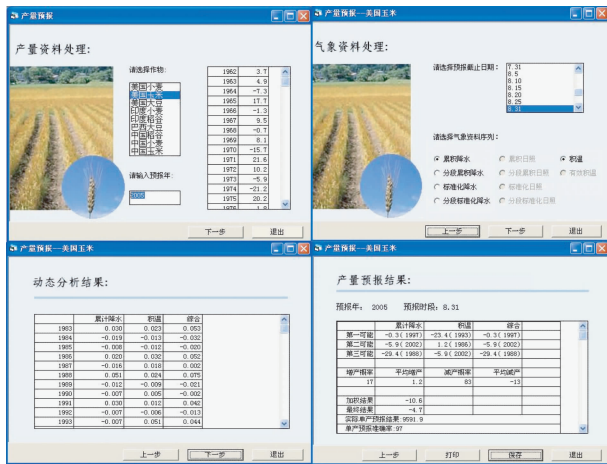 产量预报
产量资料处理:
请选择作物:
美国小麦
美国玉米
美国大豆
印度小麦
印度稻谷
巴西大豆
中国稻谷
中国小麦
中国玉米
请输入预报年:
2005
1962 3.7
1963 4.9
1964 -7.3
1965 17.7
1966 -1.3
1967 9.5
1968 -0.7
1969 8.1
1970 -15.7
1971 21.6
1972 10.2
1973 -5.9
1974 -21.2
1975 20.2
1976 1.8
下一步 退出
产量预报——美国玉米
气象资料处理:
请选择预报截止日期:
7.31
8.5
8.10
8.15
8.20
8.25
8.31
请选择气象资料序列:
累积降水 累积日照 积温
分段累积降水 分段累积日照 有效积温
标准化降水 标准化日照
分段标准化降水 分段标准化日照
上一步 下一步 退出
产量预报——美国玉米
动态分析结果:
累计降水 积温 综合
1983 0.030 0.023 0.053
1984 -0.019 -0.013 -0.032
1985 -0.008 -0.012 -0.020
1986 0.020 0.032 0.052
1987 -0.016 0.018 0.002
1988 0.051 0.024 0.075
1989 -0.012 -0.009 -0.021
1990 -0.007 0.005 -0.002
1991 0.030 0.012 0.042
1992 -0.007 -0.006 -0.013
1993 -0.007 0.051 0.044
上一步 下一步 退出
产量预报——美国玉米
产量预报结果:
预报年: 2005 预报时段: 8.31
累计降水 积温 综合
第一可能 -0.3(1997) -23.4(1993) -0.3(1997)
第二可能 -5.9(2002) 1.2(1986) -5.9(2002)
第三可能 -29.4(1988) -5.9(2002) -29.4(1988)
增产概率 平均增产 减产概率 平均减产
17 1.2 83 -13
加权结果 -10.6
最终结果 -4.7
实际单产预报结果:9591.9
单产预报准确率:97
上一步 打印 保存 退出